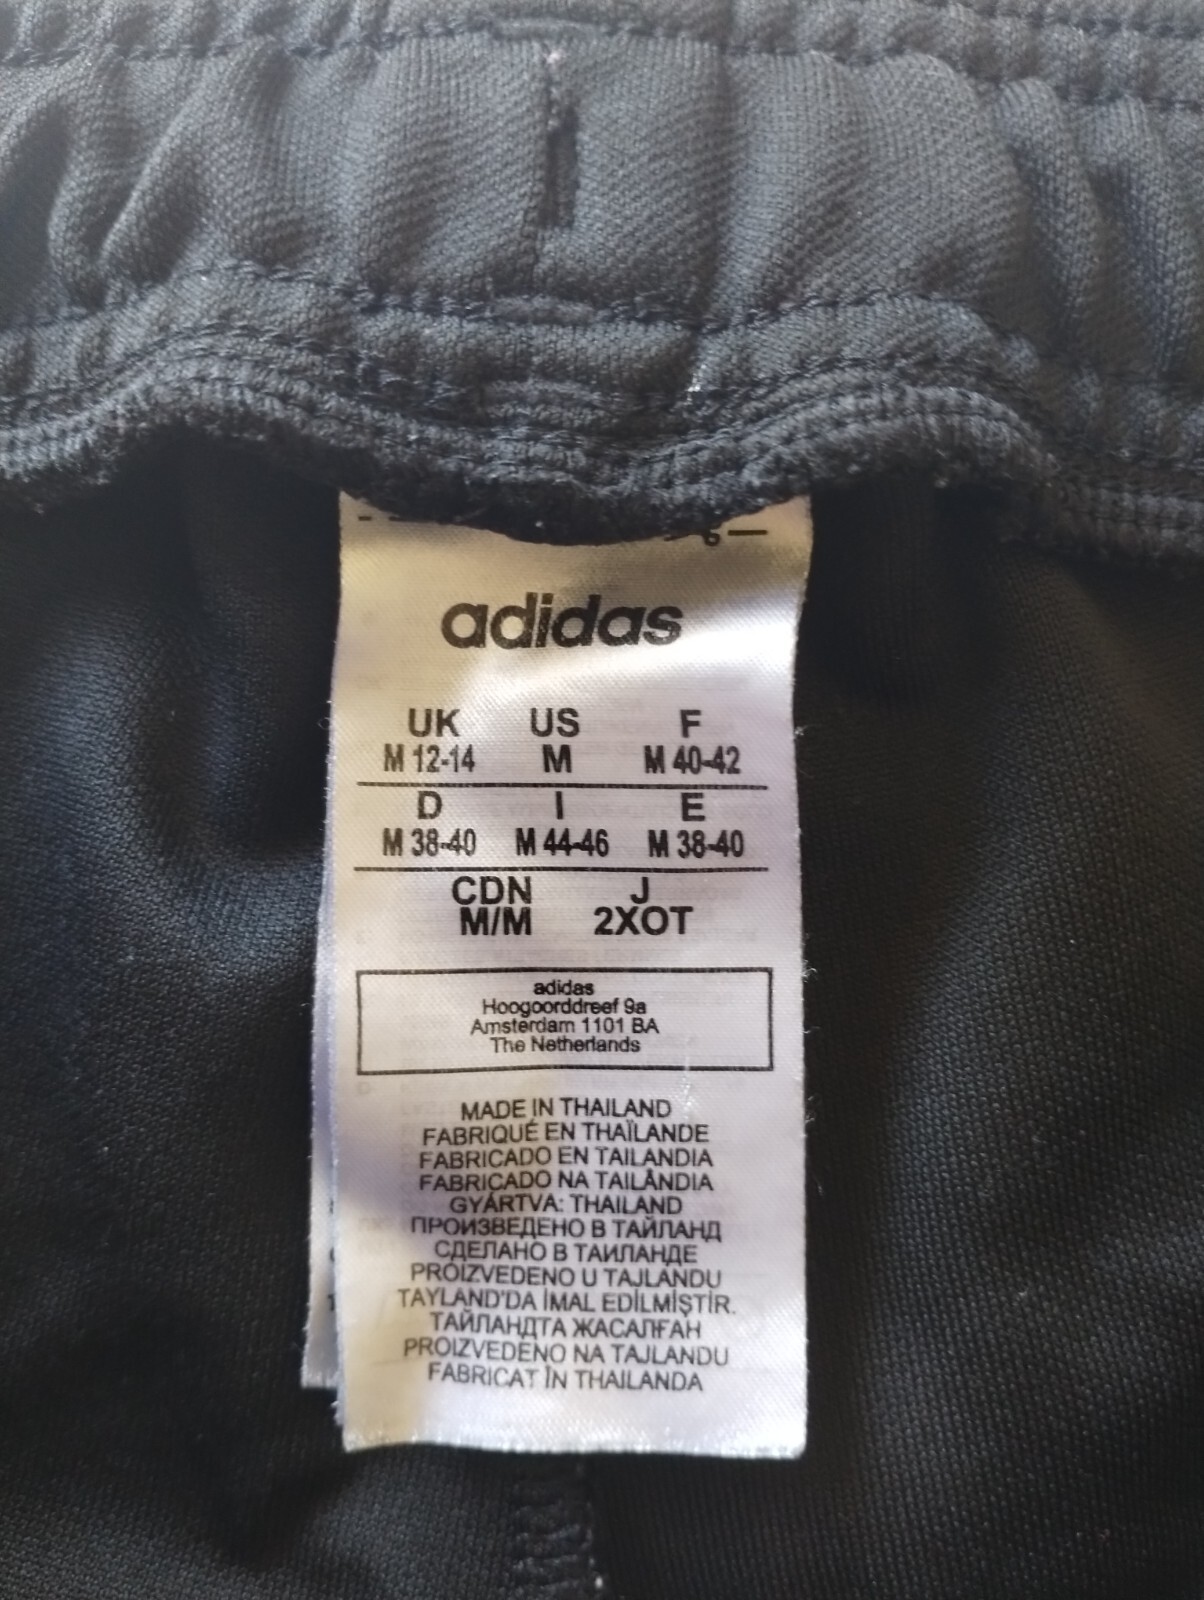 adidas
UK US F
M 12-14 M M 40-42
D I E
M 38-40 M 44-46 M 38-40
CDN J
M/M 2XOT
adidas
Hoogoorddreef 9a
Amsterdam 1101 BA
The Netherlands
MADE IN THAILAND
FABRIQUÉ EN THAÏLANDE
FABRICADO EN TAILANDIA
FABRICADO NA TAILÂNDIA
GYÁRTVA: THAILAND
ПРОИЗВЕДЕНО В ТАЙЛАНД
СДЕЛАНО В ТАИЛАНДЕ
PROIZVEDENO U TAJLANDU
TAYLAND'DA İMAL EDİLMİŞTİR.
ТАЙЛАНДТА ЖАСАЛҒАН
PROIZVEDENO NA TAJLANDU
FABRICAT ÎN THAILANDA